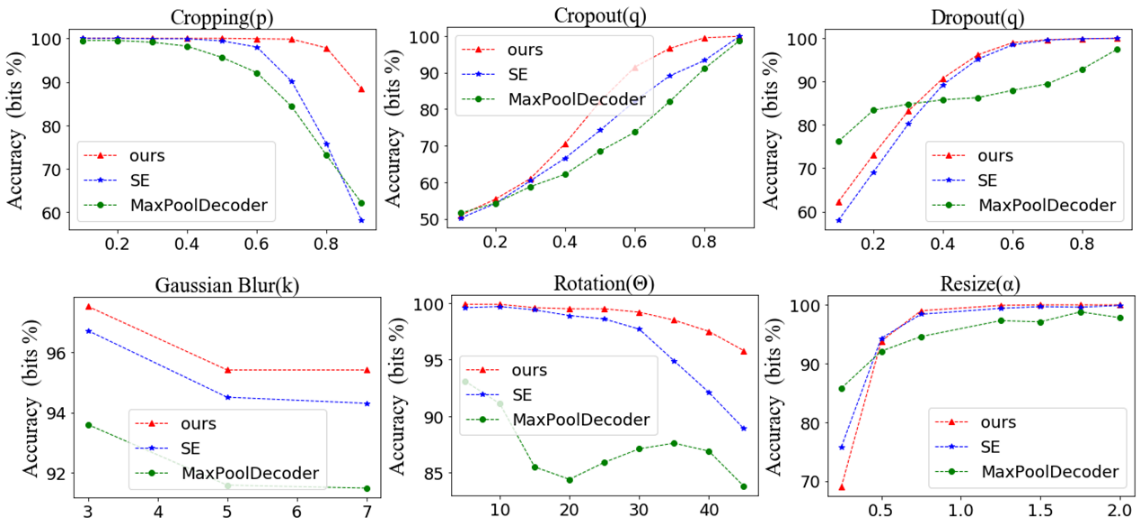 Cropping(p)
Accuracy (bits %)
100
90
80
70
60
0.2 0.4 0.6 0.8
ours
SE
MaxPoolDecoder
Cropout(q)
Accuracy (bits %)
100
90
80
70
60
50
0.2 0.4 0.6 0.8
ours
SE
MaxPoolDecoder
Dropout(q)
Accuracy (bits %)
100
90
80
70
60
0.2 0.4 0.6 0.8
ours
SE
MaxPoolDecoder
Gaussian Blur(k)
Accuracy (bits %)
96
94
92
3 4 5 6 7
ours
SE
MaxPoolDecoder
Rotation(Θ)
Accuracy (bits %)
100
95
90
85
10 20 30 40
ours
SE
MaxPoolDecoder
Resize(α)
Accuracy (bits %)
100
90
80
70
0.5 1.0 1.5 2.0
ours
SE
MaxPoolDecoder